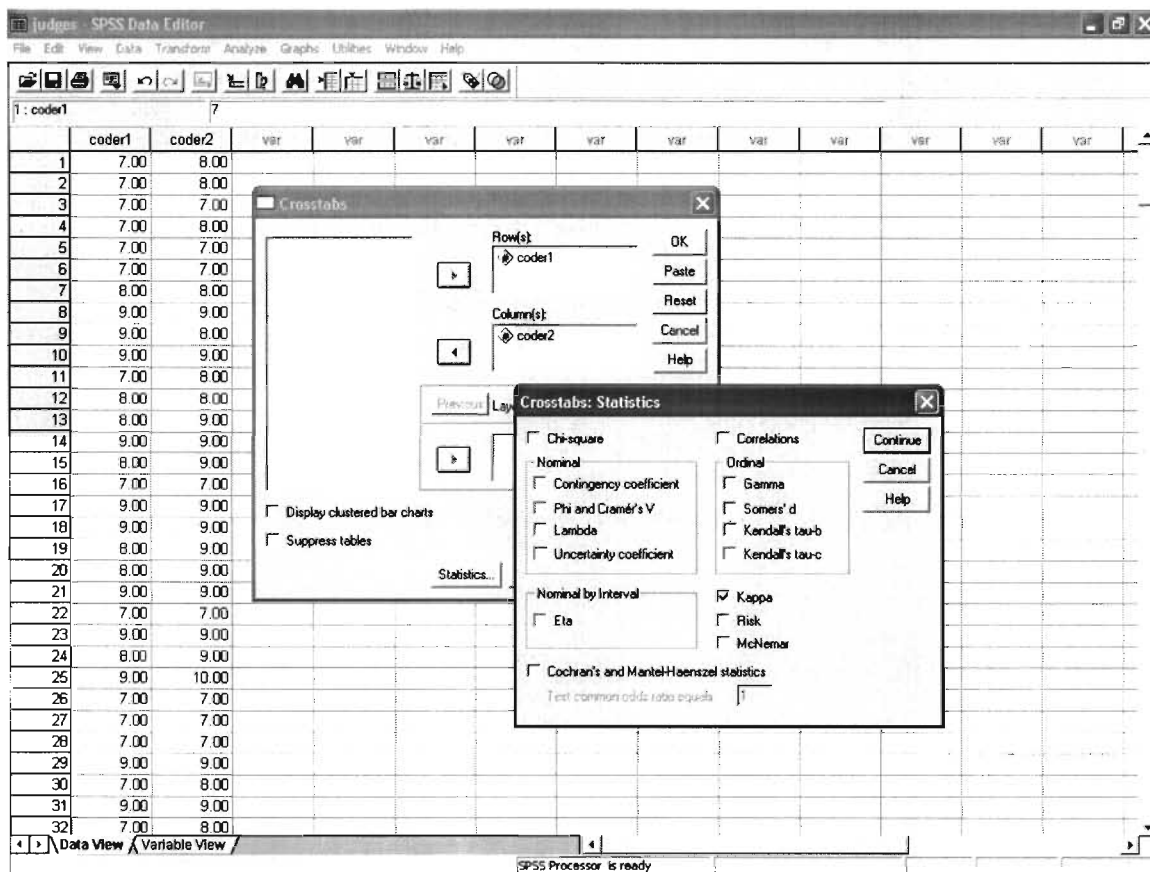 judges - SPSS Data Editor
File Edit View Data Transform Analyze Graphs Utilities Window Help
1 : coder1 7
coder1 coder2 var var var var var var var var var var var
1 7.00 8.00
2 7.00 8.00
3 7.00 7.00
4 7.00 8.00
5 7.00 7.00
6 7.00 7.00
7 8.00 8.00
8 9.00 9.00
9 9.00 8.00
10 9.00 9.00
11 7.00 8.00
12 8.00 8.00
13 8.00 9.00
14 9.00 9.00
15 8.00 9.00
16 7.00 7.00
17 9.00 9.00
18 9.00 9.00
19 8.00 9.00
20 8.00 9.00
21 9.00 9.00
22 7.00 7.00
23 9.00 9.00
24 8.00 9.00
25 9.00 10.00
26 7.00 7.00
27 7.00 7.00
28 7.00 7.00
29 9.00 9.00
30 7.00 8.00
31 9.00 9.00
32 7.00 8.00
Crosstabs
Row(s):
coder1
Column(s):
coder2
OK
Paste
Reset
Cancel
Help
Previous Lay
Display clustered bar charts
Suppress tables
Statistics...
Crosstabs: Statistics
Chi-square
Correlations
Continue
Cancel
Help
Nominal
Contingency coefficient
Phi and Cramér's V
Lambda
Uncertainty coefficient
Ordinal
Gamma
Somers' d
Kendall's tau-b
Kendall's tau-c
Nominal by Interval
Eta
Kappa
Risk
McNemar
Cochran's and Mantel-Haenszel statistics
Test common odds ratio equals: 1
Data View Variable View
SPSS Processor is ready